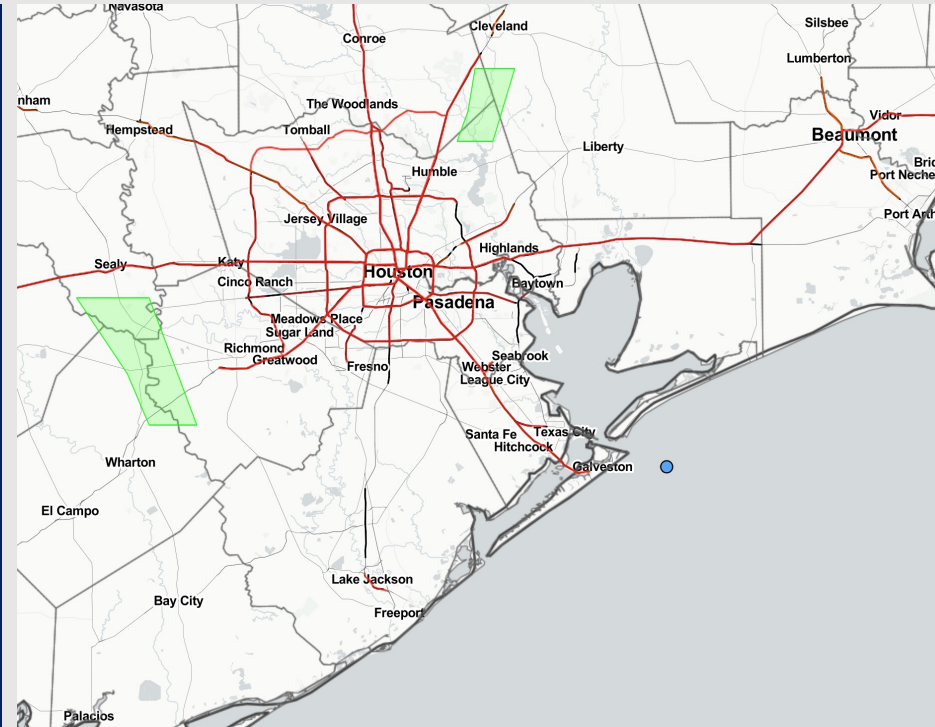 Navasota
Cleveland
Silsbee
Conroe
Lumberton
nham
The Woodlands
Vidor
Hempstead
Tomball
Beaumont
Liberty
Bric
Humble
Port Neche
Port Arth
Jersey Village
Highlands
Sealy
Katy
Houston
Cinco Ranch
Baytown
Pasadena
Meadows Place
Sugar Land
Richmond
Greatwood
Seabrook
Fresno
Webster
League City
Santa Fe
Texas City
Hitchcock
Wharton
Galveston
El Campo
Lake Jackson
Bay City
Freeport
Palacios